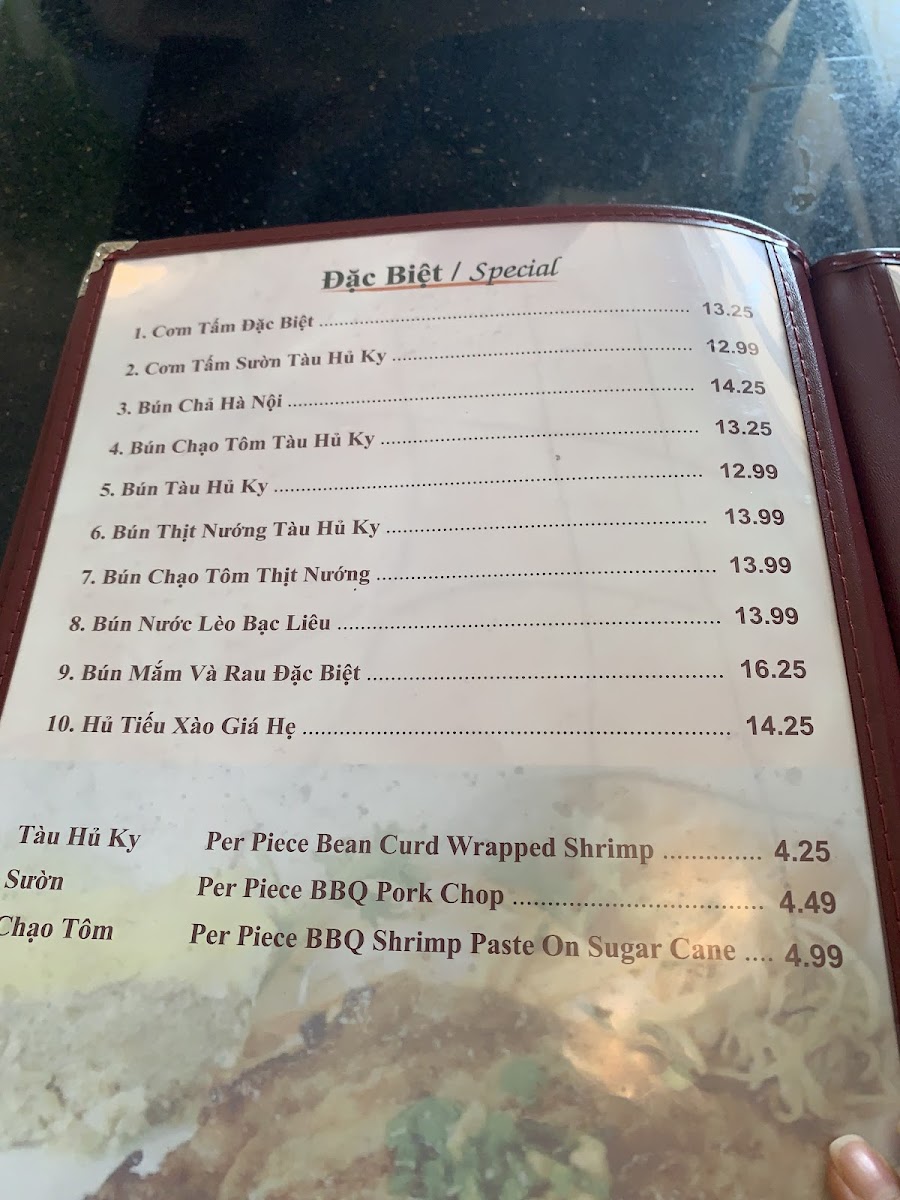 Đặc Biệt / Special
1. Cơm Tấm Đặc Biệt ........ 13.25
2. Cơm Tấm Sườn Tàu Hủ Ky ........ 12.99
3. Bún Chả Hà Nội ........ 14.25
4. Bún Chạo Tôm Tàu Hủ Ky ........ 13.25
5. Bún Tàu Hủ Ky ........ 12.99
6. Bún Thịt Nướng Tàu Hủ Ky ........ 13.99
7. Bún Chạo Tôm Thịt Nướng ........ 13.99
8. Bún Nước Lèo Bạc Liêu ........ 13.99
9. Bún Mắm Và Rau Đặc Biệt ........ 16.25
10. Hủ Tiếu Xào Giá Hẹ ........ 14.25
Tàu Hủ Ky Per Piece Bean Curd Wrapped Shrimp ........ 4.25
Sườn Per Piece BBQ Pork Chop ........ 4.49
Chạo Tôm Per Piece BBQ Shrimp Paste On Sugar Cane .... 4.99